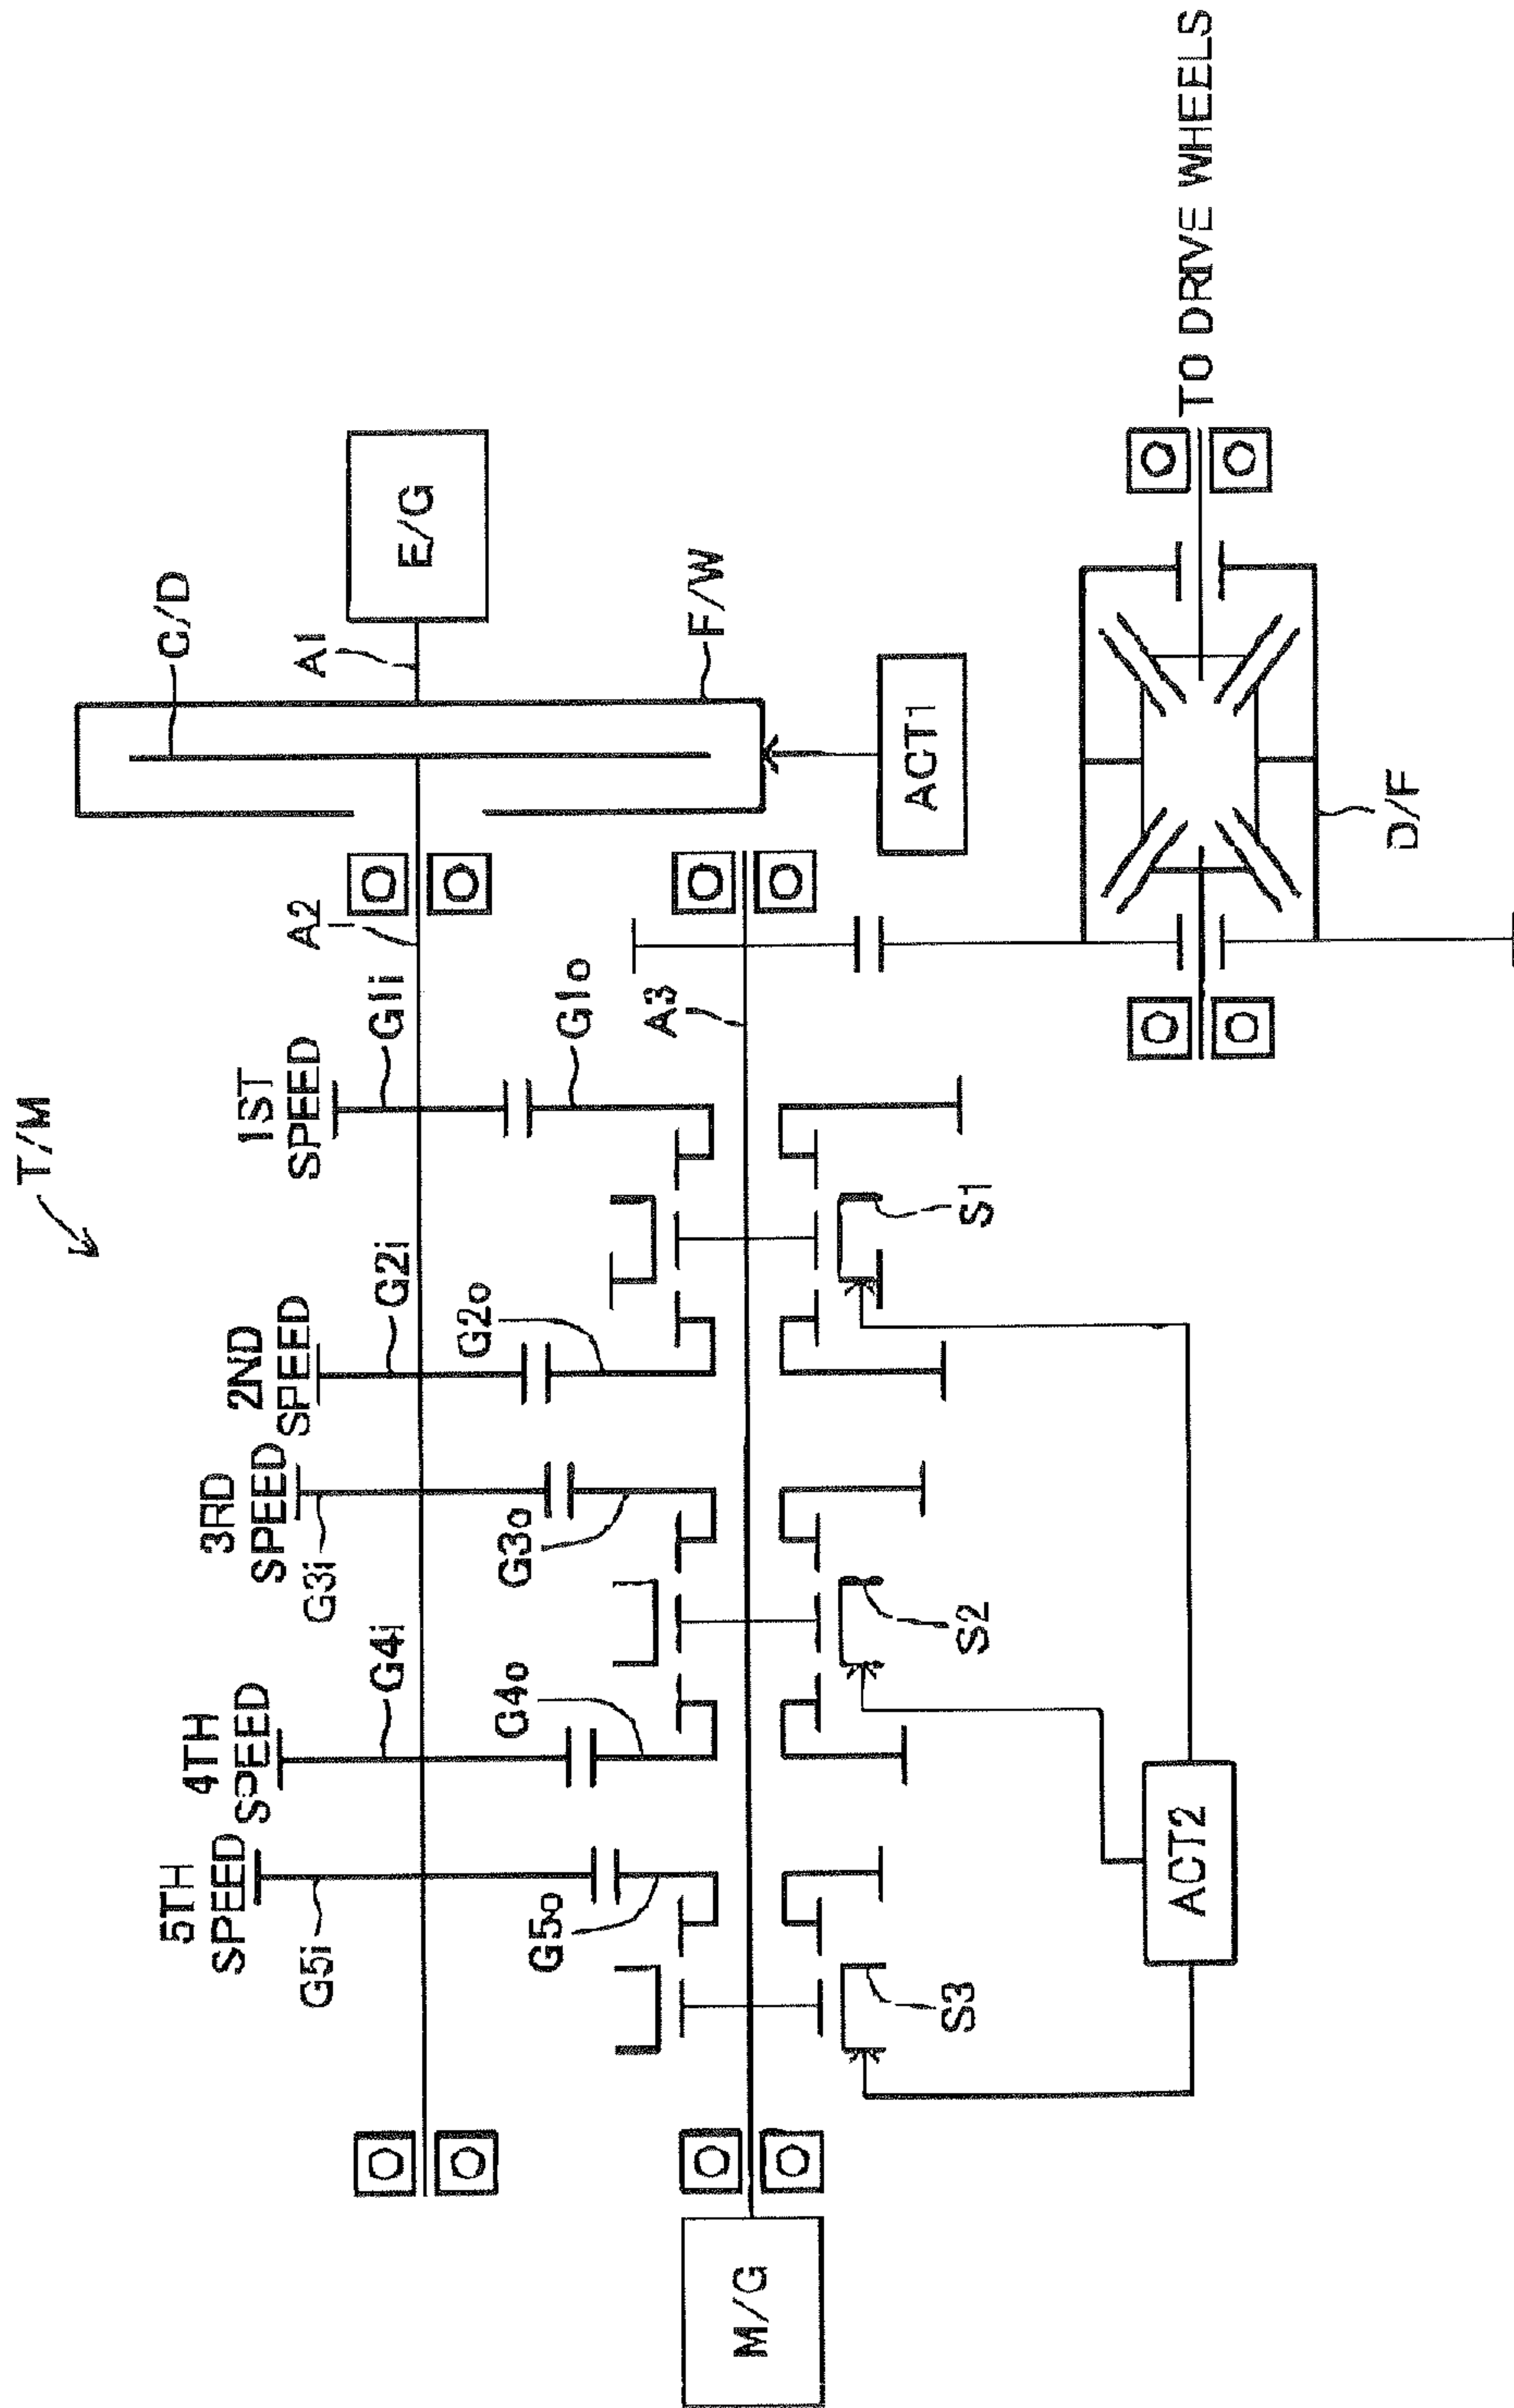 T/M
5TH
SPEED
4TH
SPEED
3RD
SPEED
2ND
SPEED
1ST
SPEED
G5i
G4i
G3i
G2i
G1i
A2
A1
C/D
E/G
G5o
G4o
G3o
G2o
G1o
A3
F/W
M/G
S3
S2
S1
ACT1
ACT2
D/F
TO DRIVE WHEELS